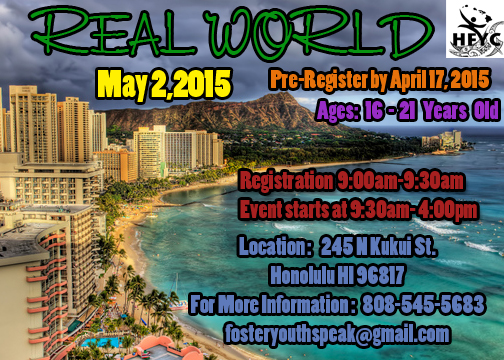 REAL WORLD
HEYC
May 2,2015
Pre-Register by April 17, 2015
Ages: 16 - 21 Years Old
Registration 9:00am-9:30am
Event starts at 9:30am- 4:00pm
Location : 245 N Kukui St.
Honolulu HI 96817
For More Information : 808-545-5683
fosteryouthspeak@gmail.com